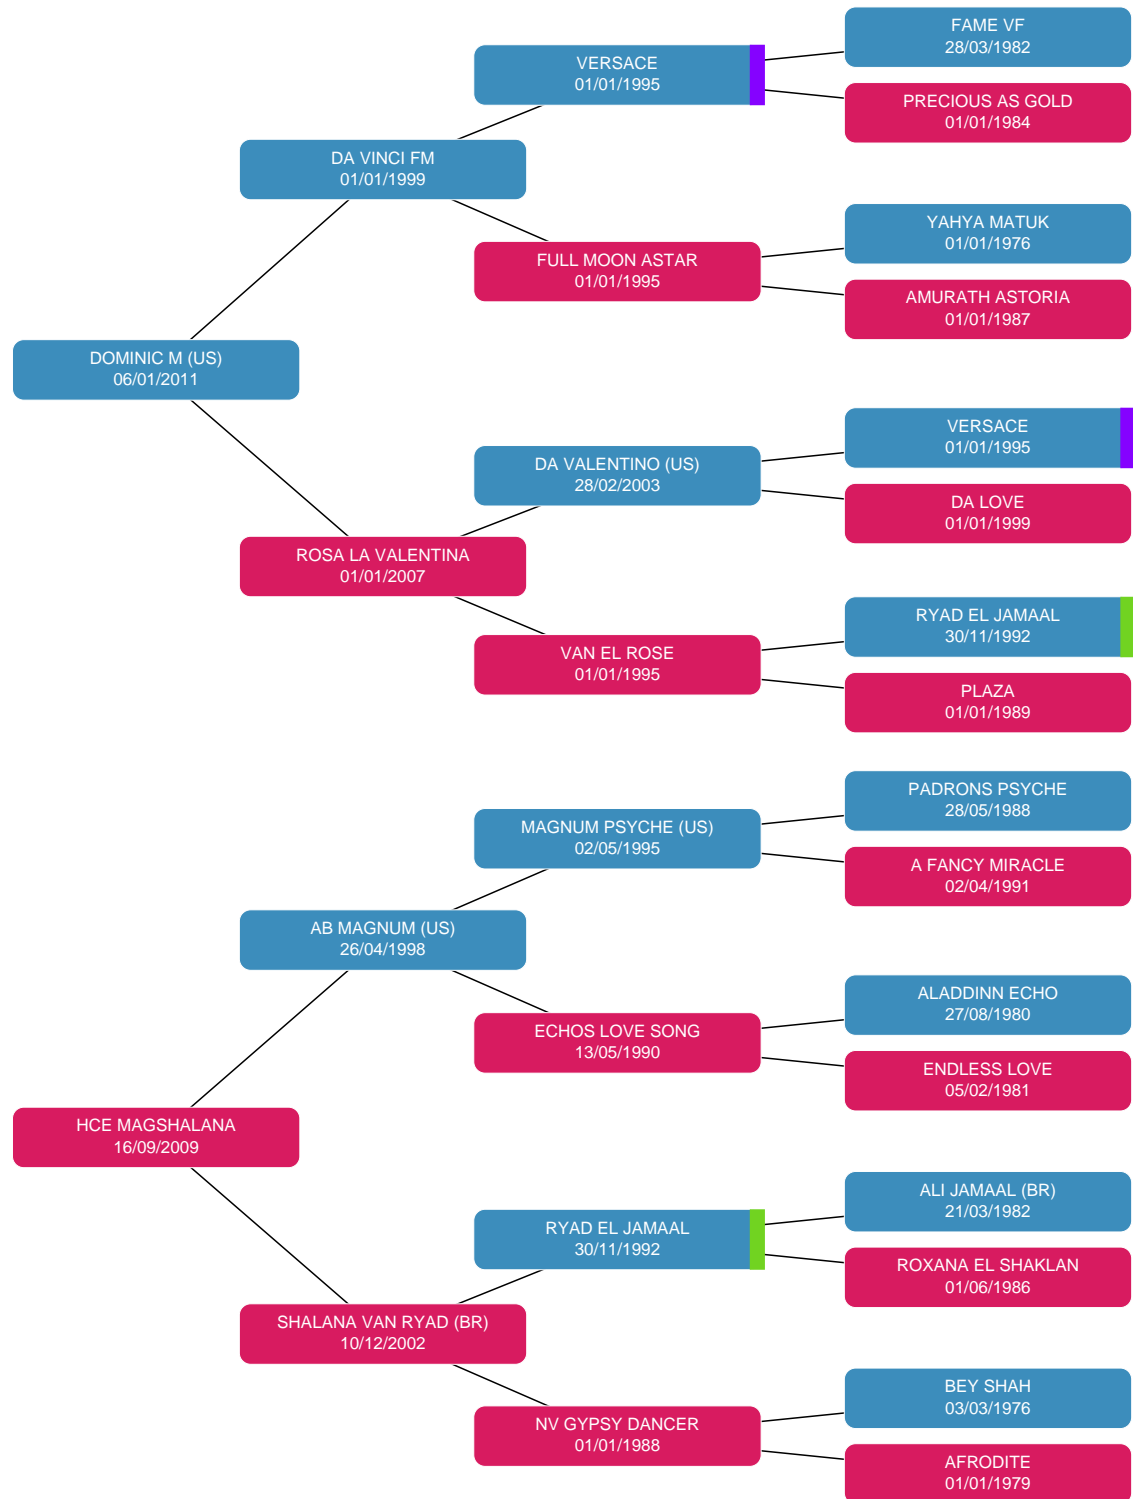 FAME VF
28/03/1982
VERSACE
01/01/1995
PRECIOUS AS GOLD
01/01/1984
DA VINCI FM
01/01/1999
YAHYA MATUK
01/01/1976
FULL MOON ASTAR
01/01/1995
AMURATH ASTORIA
01/01/1987
DOMINIC M (US)
06/01/2011
VERSACE
01/01/1995
DA VALENTINO (US)
28/02/2003
DA LOVE
01/01/1999
ROSA LA VALENTINA
01/01/2007
RYAD EL JAMAAL
30/11/1992
VAN EL ROSE
01/01/1995
PLAZA
01/01/1989
PADRONS PSYCHE
28/05/1988
MAGNUM PSYCHE (US)
02/05/1995
A FANCY MIRACLE
02/04/1991
AB MAGNUM (US)
26/04/1998
ALADDINN ECHO
27/08/1980
ECHOS LOVE SONG
13/05/1990
ENDLESS LOVE
05/02/1981
HCE MAGSHALANA
16/09/2009
ALI JAMAAL (BR)
21/03/1982
RYAD EL JAMAAL
30/11/1992
ROXANA EL SHAKLAN
01/06/1986
SHALANA VAN RYAD (BR)
10/12/2002
BEY SHAH
03/03/1976
NV GYPSY DANCER
01/01/1988
AFRODITE
01/01/1979